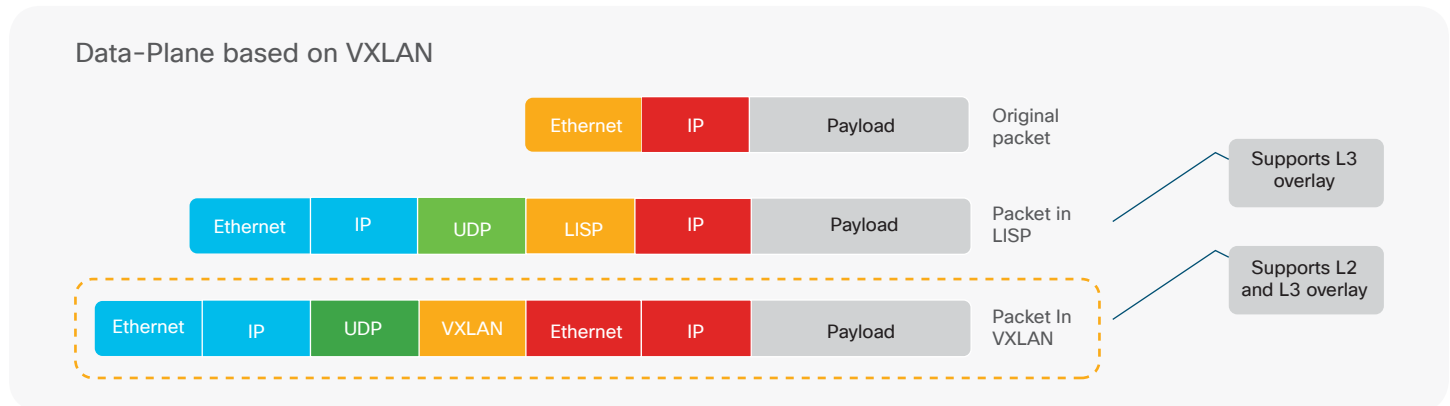 Data-Plane based on VXLAN
Ethernet IP Payload
Original
packet
Supports L3
overlay
Ethernet IP UDP LISP IP Payload
Packet in
LISP
Supports L2
and L3 overlay
Ethernet IP UDP VXLAN Ethernet IP Payload
Packet In
VXLAN